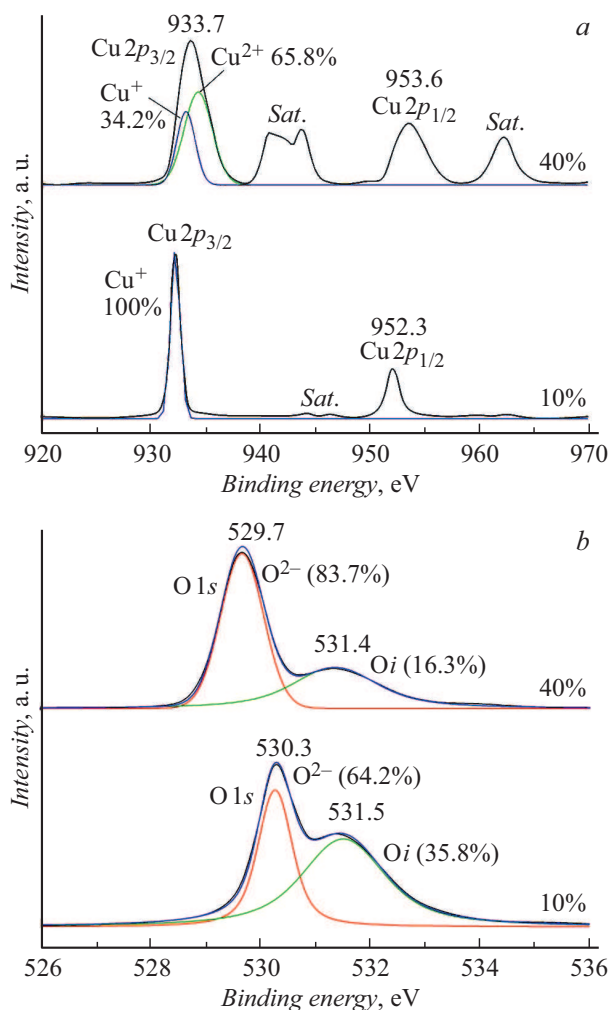 a
933.7
Cu 2p3/2
Cu2+ 65.8%
Cu+
34.2%
Sat.
953.6
Cu 2p1/2
Sat.
40%
Cu 2p3/2
Cu+
100%
952.3
Cu 2p1/2
Sat.
10%
Intensity, a. u.
920 930 940 950 960 970
Binding energy, eV
b
529.7
O 1s
O2− (83.7%)
531.4
Oi (16.3%)
40%
530.3
O2− (64.2%)
O 1s
531.5
Oi (35.8%)
10%
Intensity, a. u.
526 528 530 532 534 536
Binding energy, eV